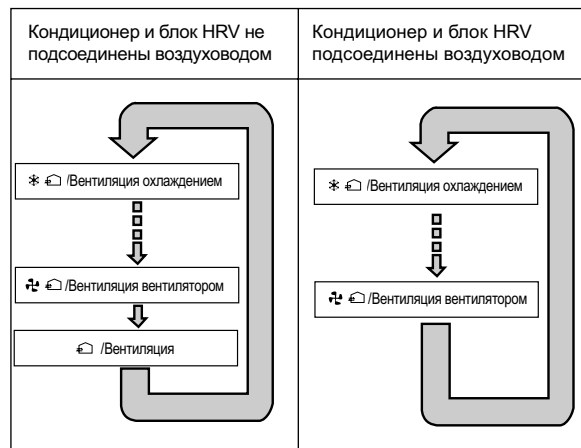 Кондиционер и блок HRV не
подсоединены воздуховодом
/Вентиляция охлаждением
/Вентиляция вентилятором
/Вентиляция
Кондиционер и блок HRV
подсоединены воздуховодом
/Вентиляция охлаждением
/Вентиляция вентилятором